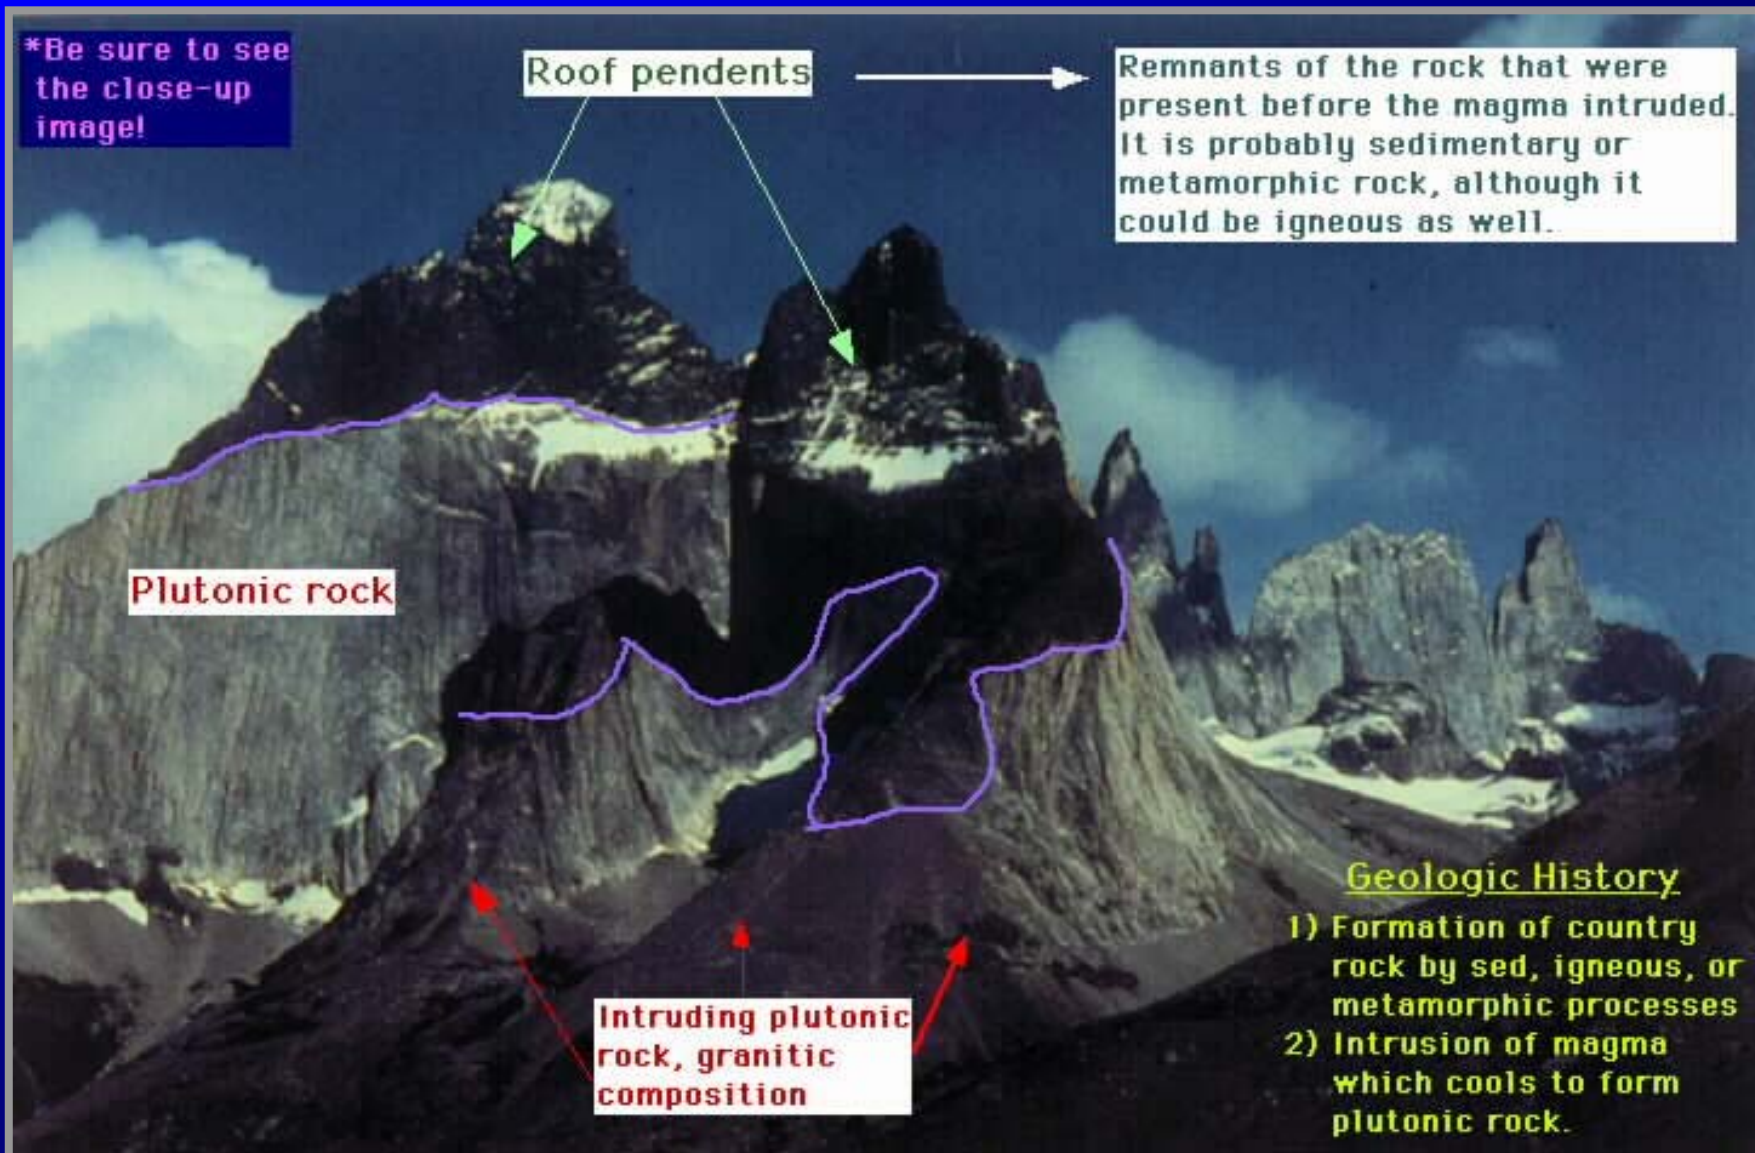 *Be sure to see
the close-up
image!
Roof pendents
Remnants of the rock that were
present before the magma intruded.
It is probably sedimentary or
metamorphic rock, although it
could be igneous as well.
Plutonic rock
Intruding plutonic
rock, granitic
composition
Geologic History
1) Formation of country
rock by sed, igneous, or
metamorphic processes
2) Intrusion of magma
which cools to form
plutonic rock.